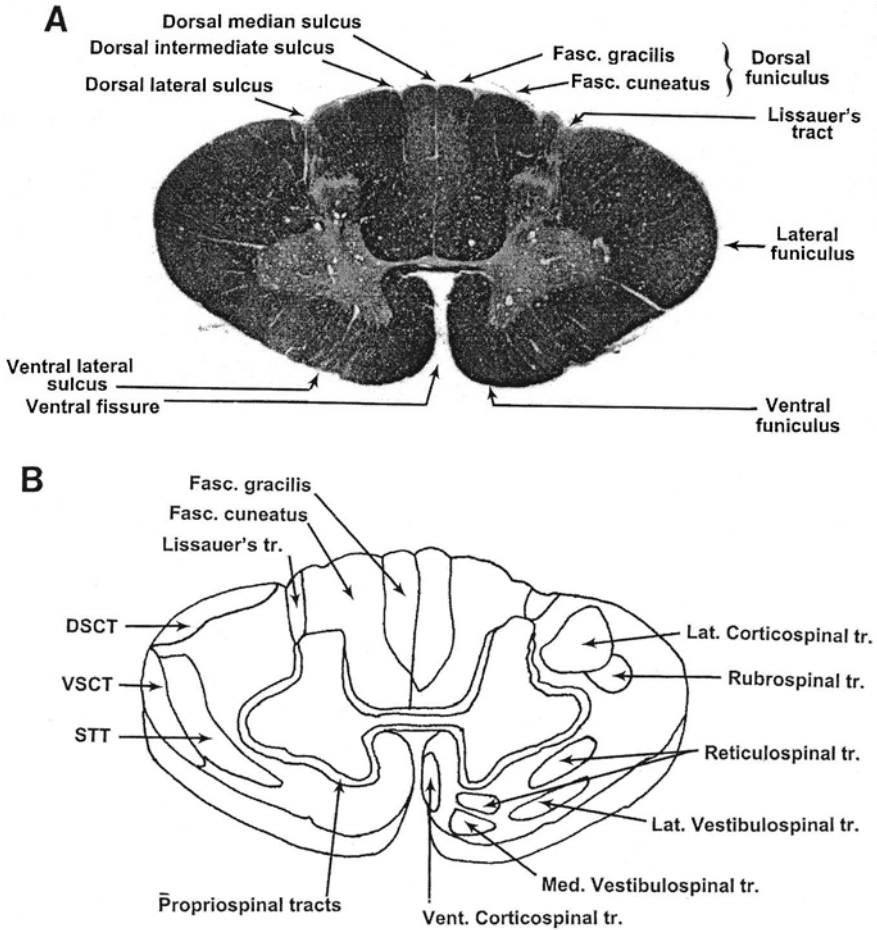 A
Dorsal median sulcus
Dorsal intermediate sulcus
Dorsal lateral sulcus
Fasc. gracilis
Fasc. cuneatus
Dorsal
funiculus
Lissauer's
tract
Lateral
funiculus
Ventral lateral
sulcus
Ventral fissure
Ventral
funiculus
B
Fasc. gracilis
Fasc. cuneatus
Lissauer's tr.
DSCT
VSCT
STT
Lat. Corticospinal tr.
Rubrospinal tr.
Reticulospinal tr.
Lat. Vestibulospinal tr.
Med. Vestibulospinal tr.
Propriospinal tracts
Vent. Corticospinal tr.